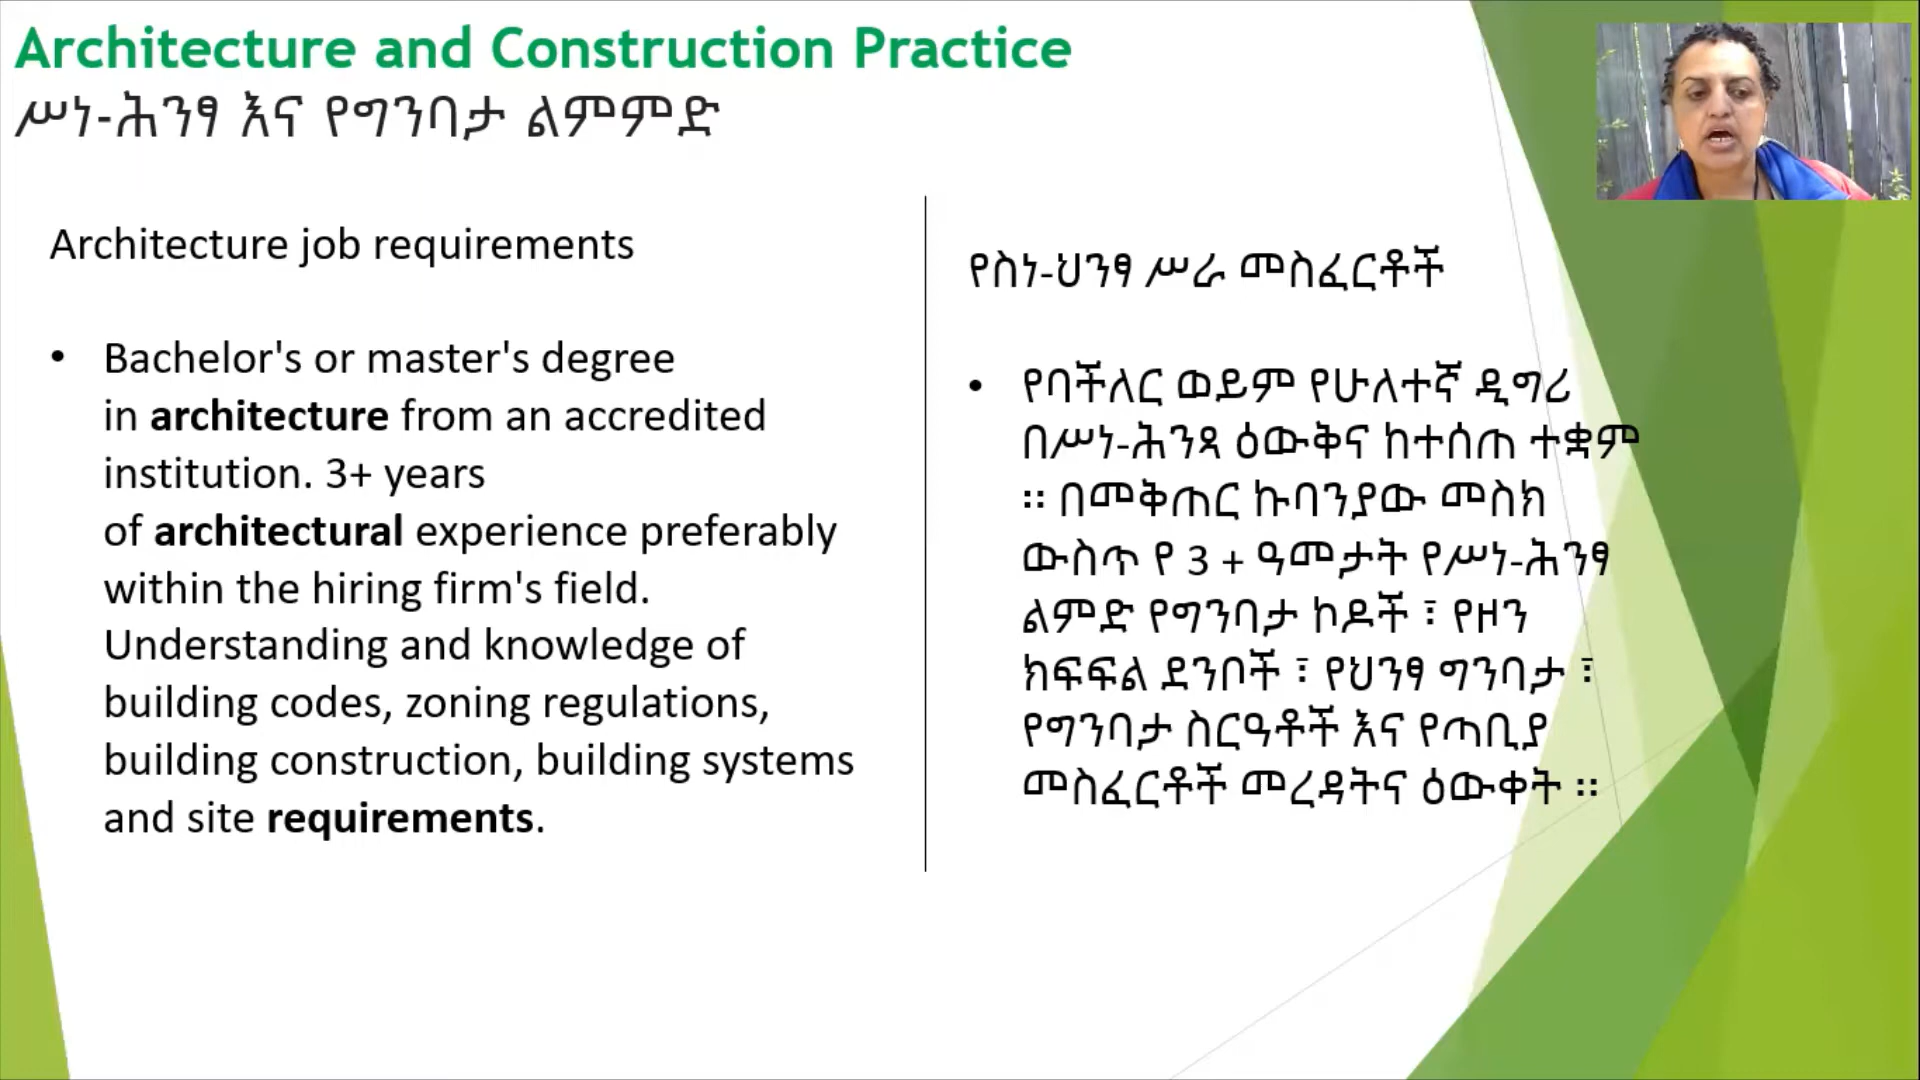 Architecture and Construction Practice
ሥነ-ሕንፃ እና የግንባታ ልምምድ
Architecture job requirements
• Bachelor's or master's degree
in architecture from an accredited
institution. 3+ years
of architectural experience preferably
within the hiring firm's field.
Understanding and knowledge of
building codes, zoning regulations,
building construction, building systems
and site requirements.
የስነ-ህንፃ ሥራ መስፈርቶች
• የባችለር ወይም የሁለተኛ ዲግሪ
በሥነ-ሕንጻ ዕውቅና ከተሰጠ ተቋም
፡፡ በመቅጠር ኩባንያው መስክ
ውስጥ የ 3 + ዓመታት የሥነ-ሕንፃ
ልምድ የግንባታ ኮዶች ፣ የዞን
ክፍፍል ደንቦች ፣ የህንፃ ግንባታ ፣
የግንባታ ስርዓቶች እና የጣቢያ
መስፈርቶች መረዳትና ዕውቀት ፡፡